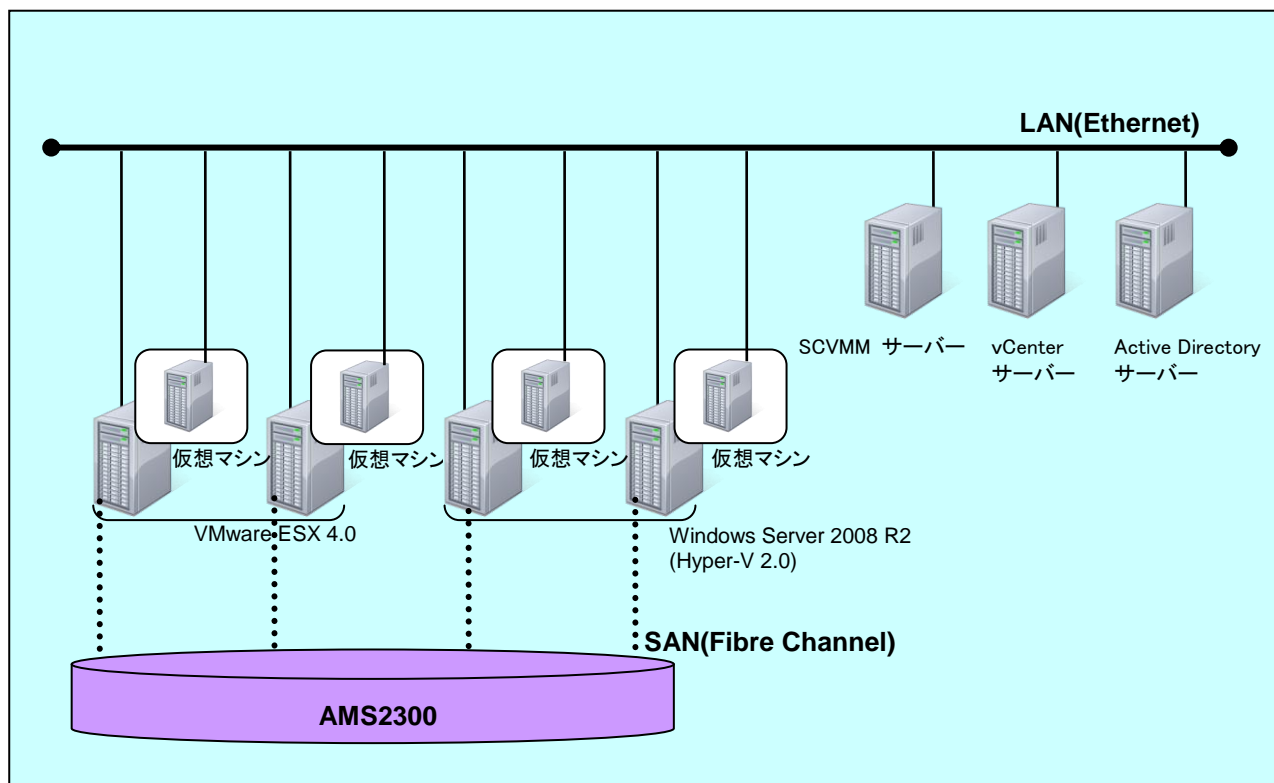 LAN(Ethernet)
SCVMM サーバー
vCenter
サーバー
Active Directory
サーバー
仮想マシン
仮想マシン
仮想マシン
仮想マシン
VMware ESX 4.0
Windows Server 2008 R2
(Hyper-V 2.0)
SAN(Fibre Channel)
AMS2300